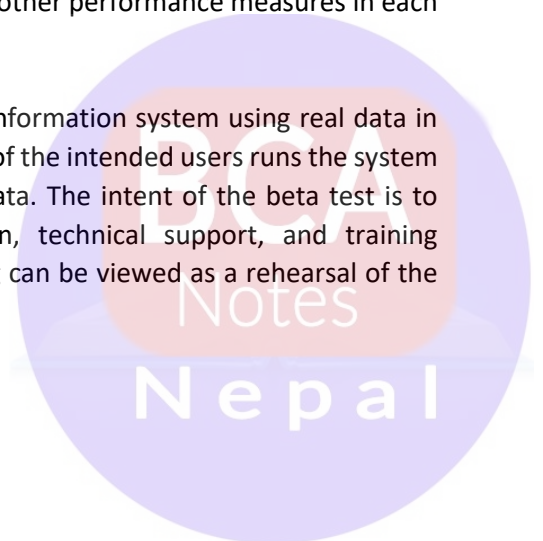 other performance measures in each
nformation system using real data in
of the intended users runs the system
ata. The intent of the beta test is to
n, technical support, and training
can be viewed as a rehearsal of the
BCA
Notes
Nepal